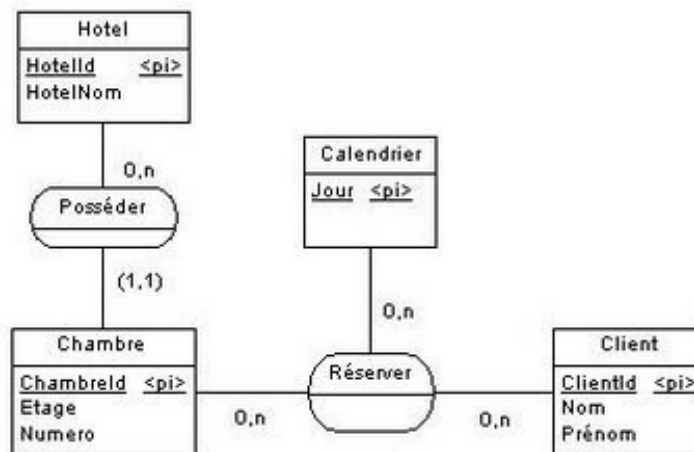 Hotel
HotelId <pi>
HotelNom
0,n
Posséder
(1,1)
Calendrier
Jour <pi>
0,n
Chambre
ChambreId <pi>
Etage
Numero
0,n
Réserver
0,n
Client
ClientId <pi>
Nom
Prénom